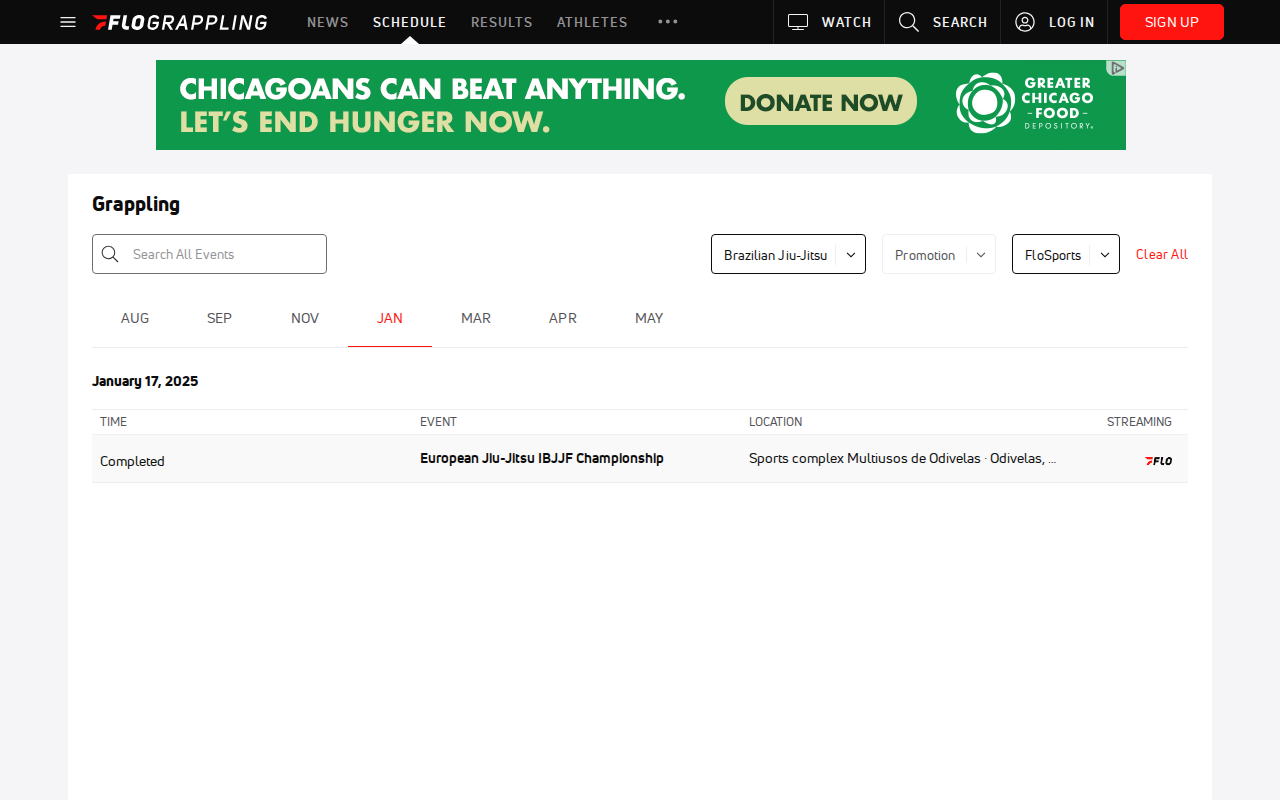 FLOGRAPPLING NEWS SCHEDULE RESULTS ATHLETES WATCH SEARCH LOG IN SIGN UP
CHICAGOANS CAN BEAT ANYTHING.
LET'S END HUNGER NOW.
DONATE NOW
GREATER
CHICAGO
FOOD
DEPOSITORY
Grappling
Search All Events
Brazilian Jiu-Jitsu
Promotion
FloSports
Clear All
AUG SEP NOV JAN MAR APR MAY
January 17, 2025
TIME EVENT LOCATION STREAMING
Completed European Jiu-Jitsu IBJJF Championship Sports complex Multiusos de Odivelas · Odivelas, ... FLO